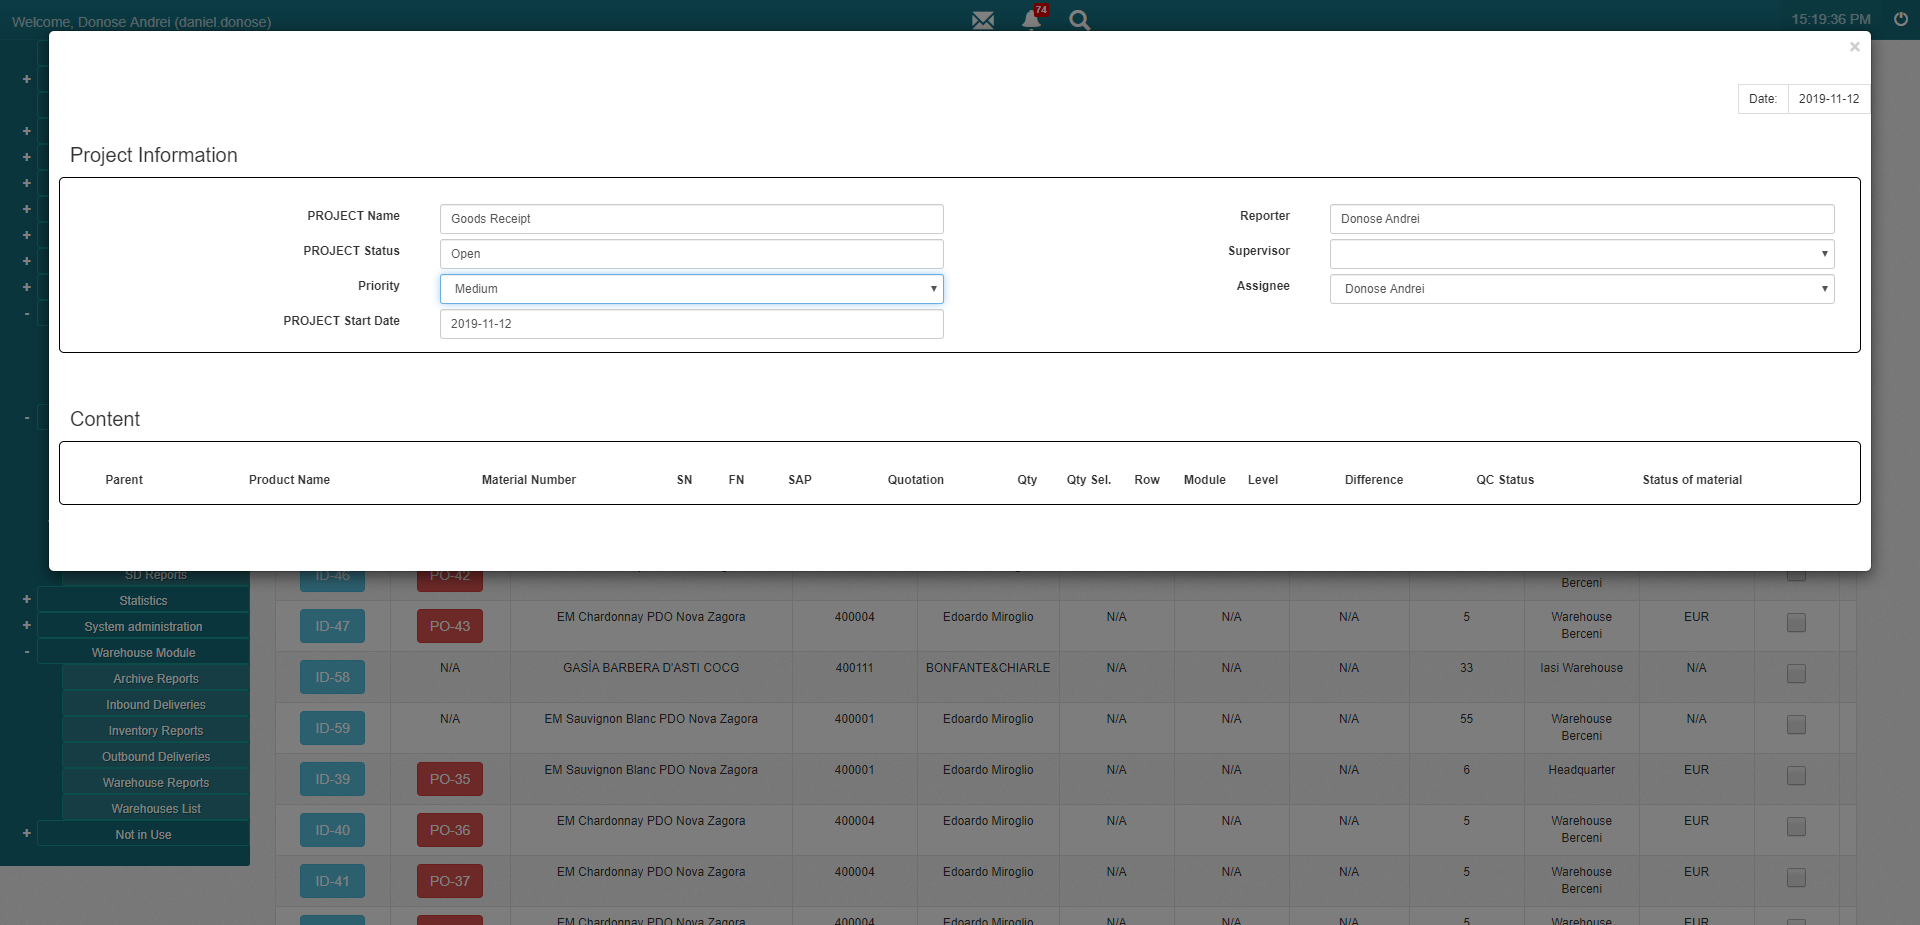 Welcome, Donose Andrei (daniel.donose)
74
15:19:36 PM
×
Date: 2019-11-12
Project Information
PROJECT Name Goods Receipt Reporter Donose Andrei
PROJECT Status Open Supervisor
Priority Medium Assignee Donose Andrei
PROJECT Start Date 2019-11-12
Content
Parent Product Name Material Number SN FN SAP Quotation Qty Qty Sel. Row Module Level Difference QC Status Status of material
SD Reports
Statistics
System administration
Warehouse Module
Archive Reports
Inbound Deliveries
Inventory Reports
Outbound Deliveries
Warehouse Reports
Warehouses List
Not in Use
ID-46 PO-42 Berceni
ID-47 PO-43 EM Chardonnay PDO Nova Zagora 400004 Edoardo Miroglio N/A N/A N/A 5 Warehouse Berceni EUR
ID-58 N/A GASÌA BARBERA D'ASTI COCG 400111 BONFANTE&CHIARLE N/A N/A N/A 33 Iasi Warehouse N/A
ID-59 N/A EM Sauvignon Blanc PDO Nova Zagora 400001 Edoardo Miroglio N/A N/A N/A 55 Warehouse Berceni N/A
ID-39 PO-35 EM Sauvignon Blanc PDO Nova Zagora 400001 Edoardo Miroglio N/A N/A N/A 6 Headquarter EUR
ID-40 PO-36 EM Chardonnay PDO Nova Zagora 400004 Edoardo Miroglio N/A N/A N/A 5 Warehouse Berceni EUR
ID-41 PO-37 EM Chardonnay PDO Nova Zagora 400004 Edoardo Miroglio N/A N/A N/A 5 Warehouse Berceni EUR
EM Chardonnay PDO Nova Zagora 400004 Edoardo Miroglio N/A N/A N/A 5 Warehouse EUR